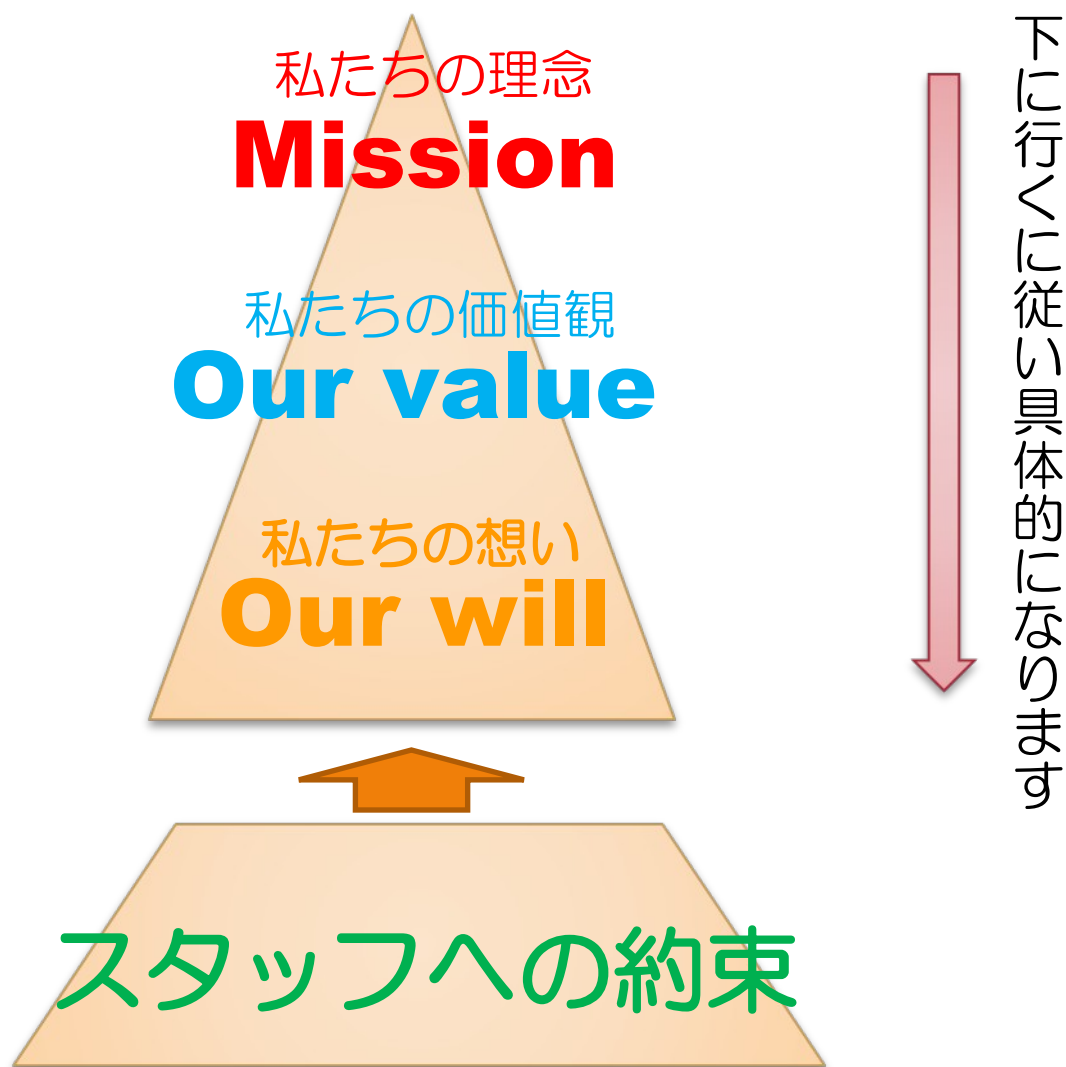 私たちの理念
Mission
私たちの価値観
Our value
私たちの想い
Our will
スタッフへの約束
下に行くに従い具体的になります